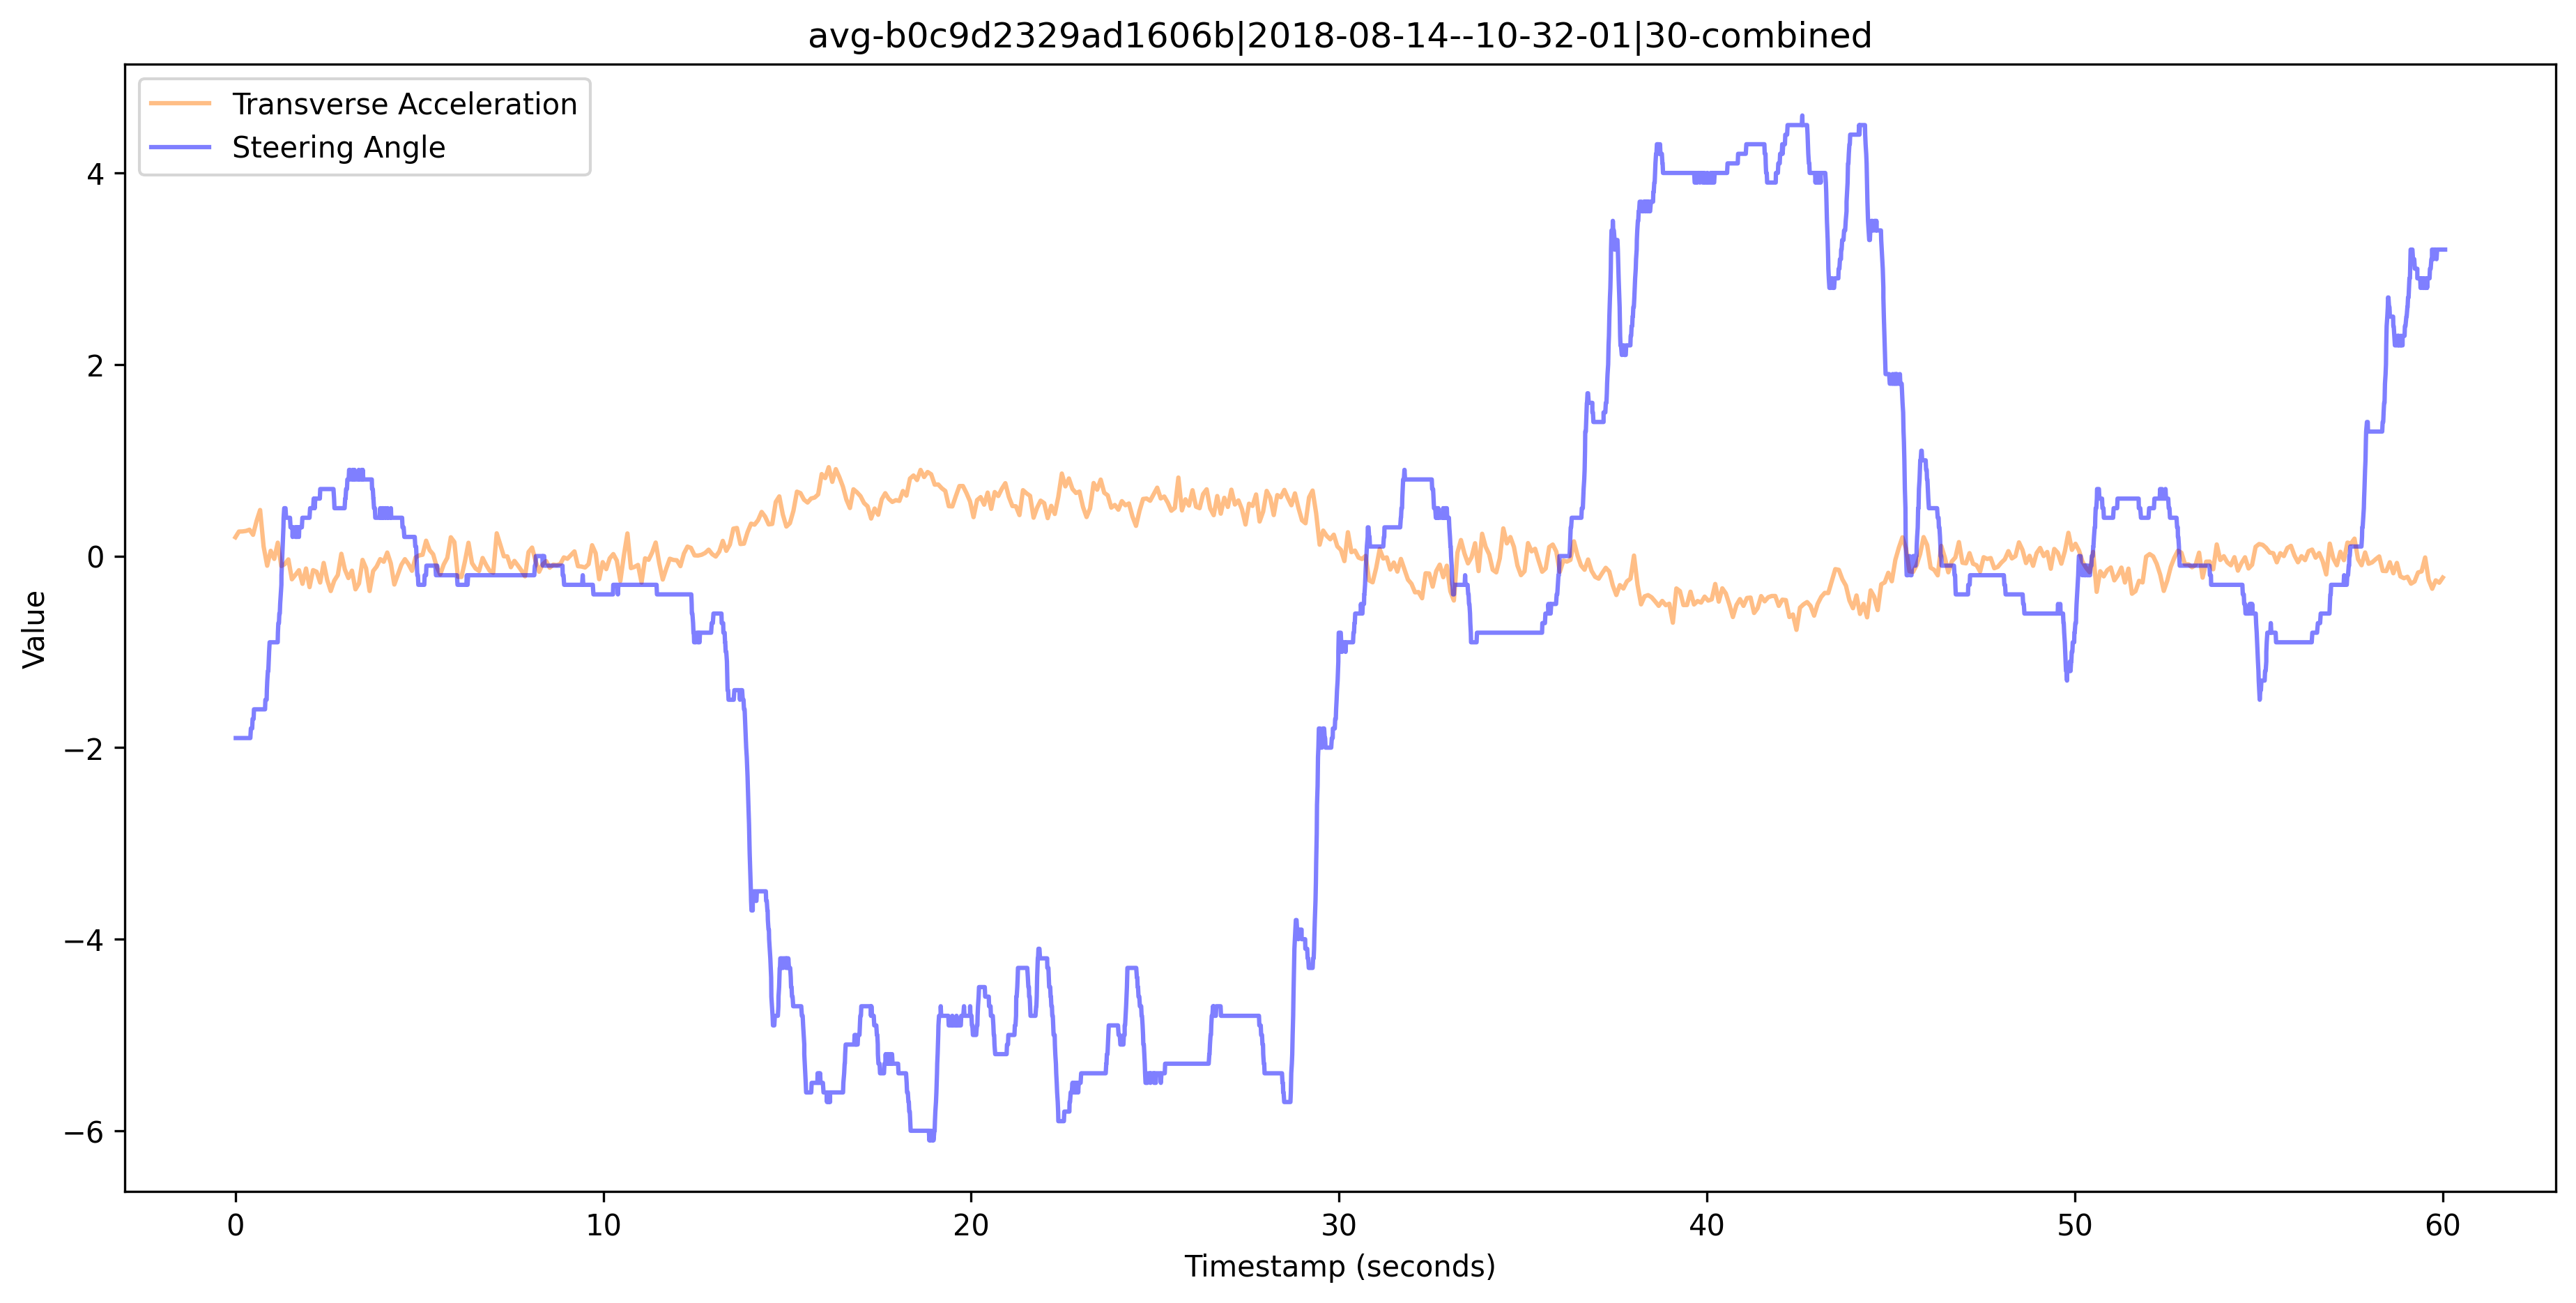 avg-b0c9d2329ad1606b|2018-08-14--10-32-01|30-combined
Transverse Acceleration
Steering Angle
Value
4
2
0
−2
−4
−6
0 10 20 30 40 50 60
Timestamp (seconds)